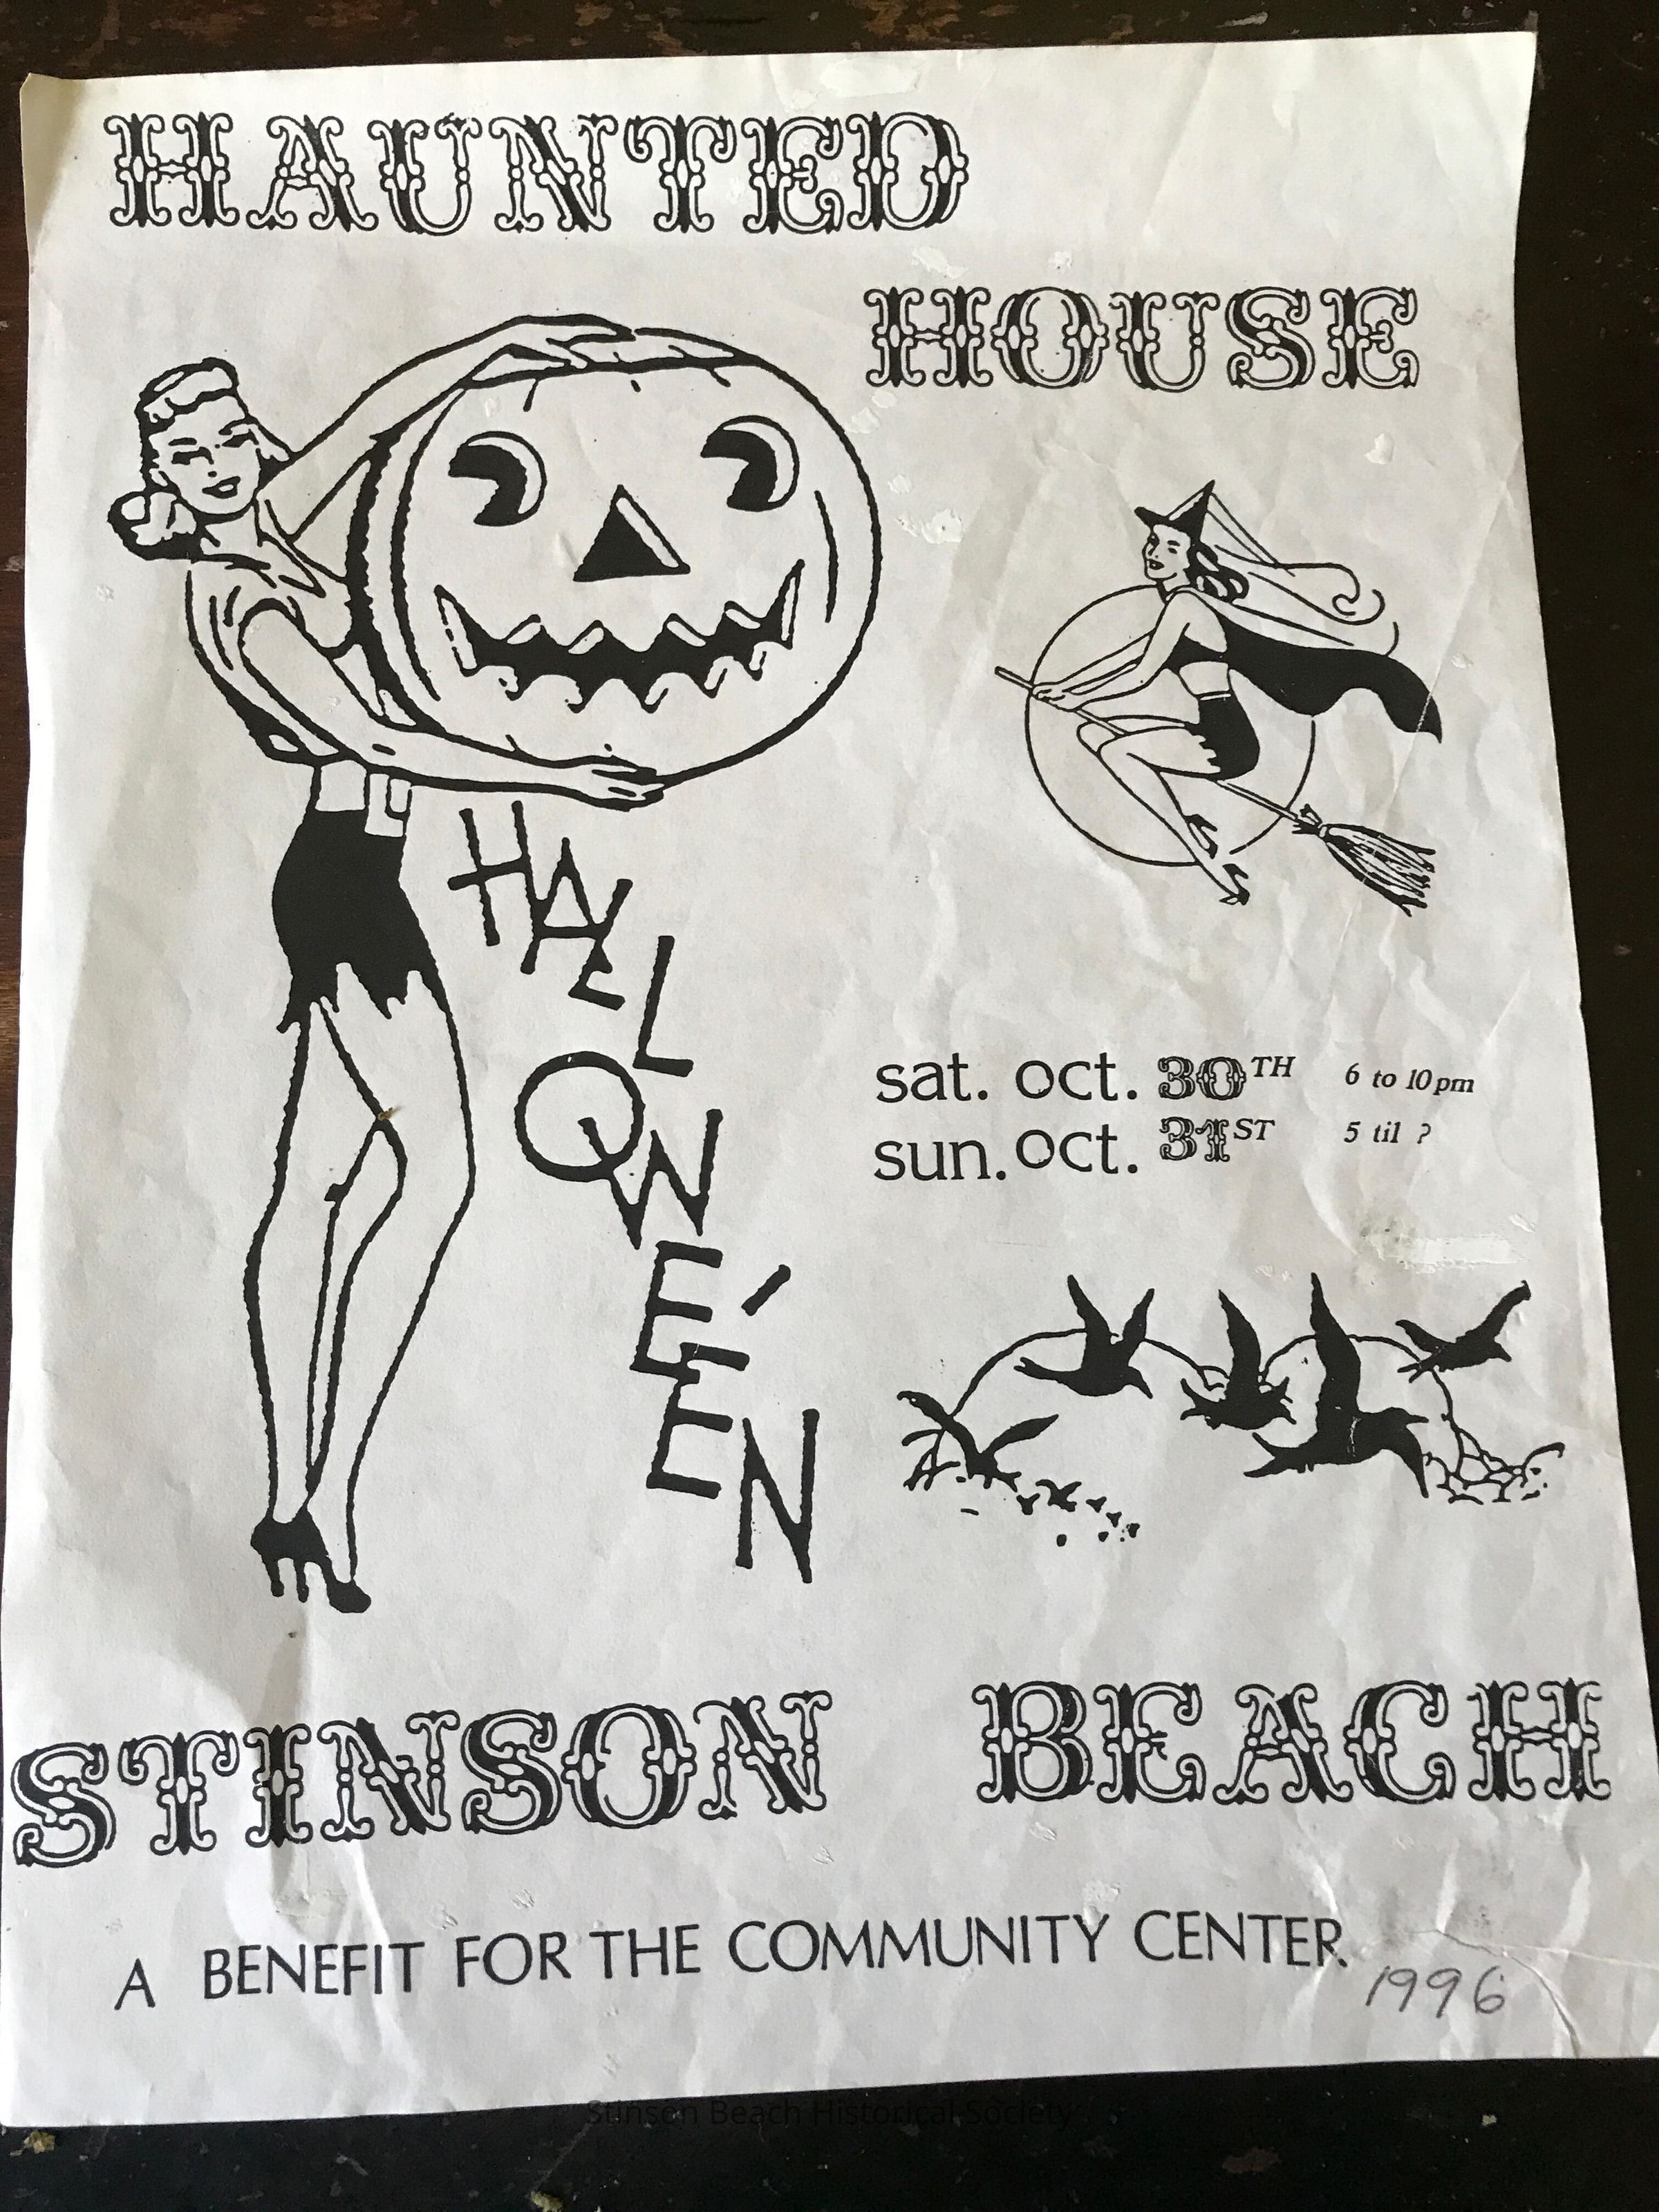 HAUNTED
HOUSE
HALLOWE'EN
sat. oct. 30TH 6 to 10pm
sun. oct. 31ST 5 til ?
STINSON BEACH
A BENEFIT FOR THE COMMUNITY CENTER.
1996
Stinson Beach Historical Society